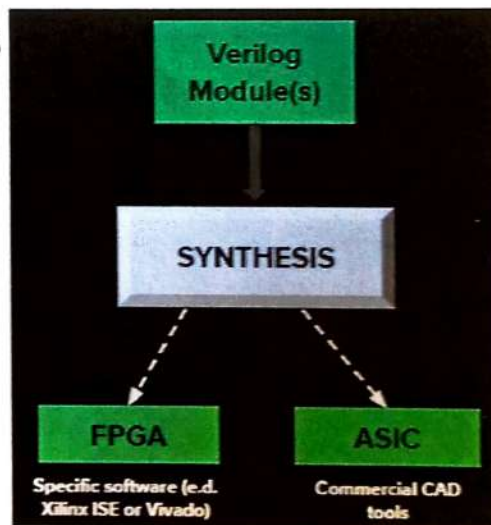 Verilog
Module(s)
SYNTHESIS
FPGA
ASIC
Specific software (e.d.
Xilinx ISE or Vivado)
Commercial CAD
tools